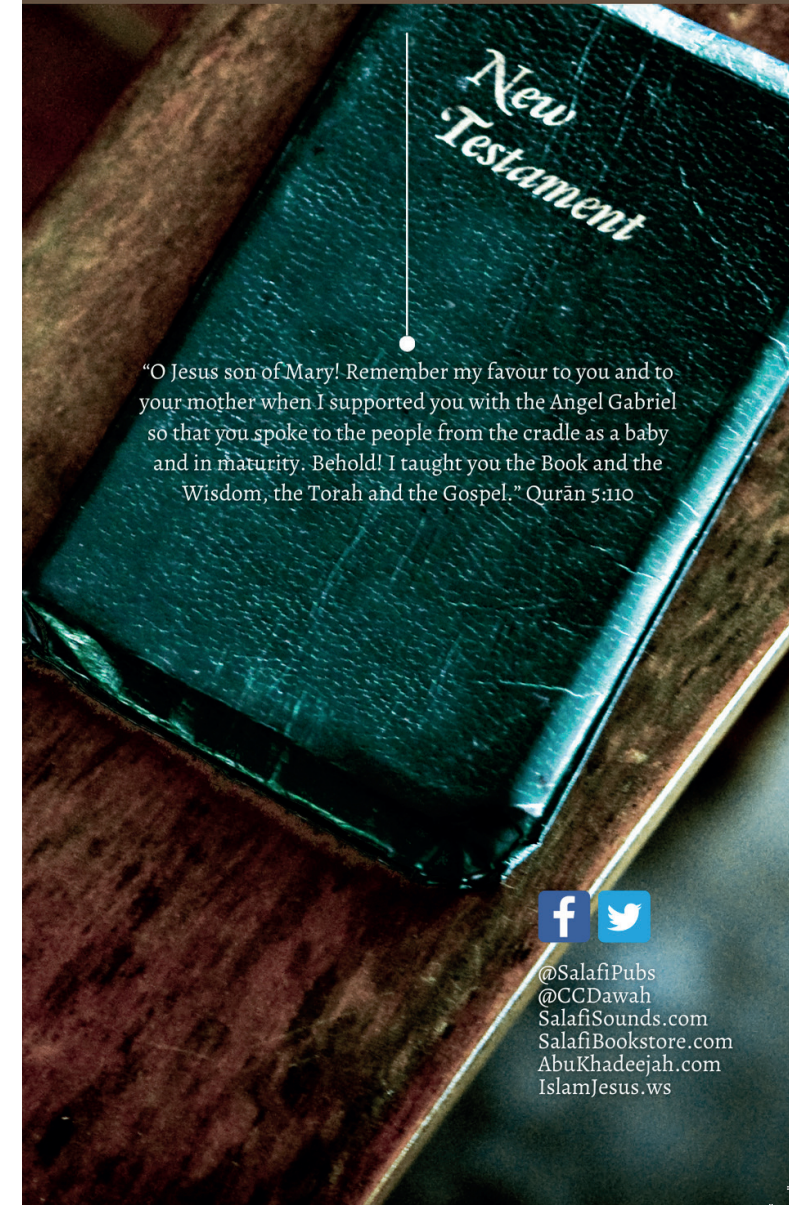 New
Testament
“O Jesus son of Mary! Remember my favour to you and to
your mother when I supported you with the Angel Gabriel
so that you spoke to the people from the cradle as a baby
and in maturity. Behold! I taught you the Book and the
Wisdom, the Torah and the Gospel.” Qurān 5:110
@SalafiPubs
@CCDawah
SalafiSounds.com
SalafiBookstore.com
AbuKhadeejah.com
IslamJesus.ws